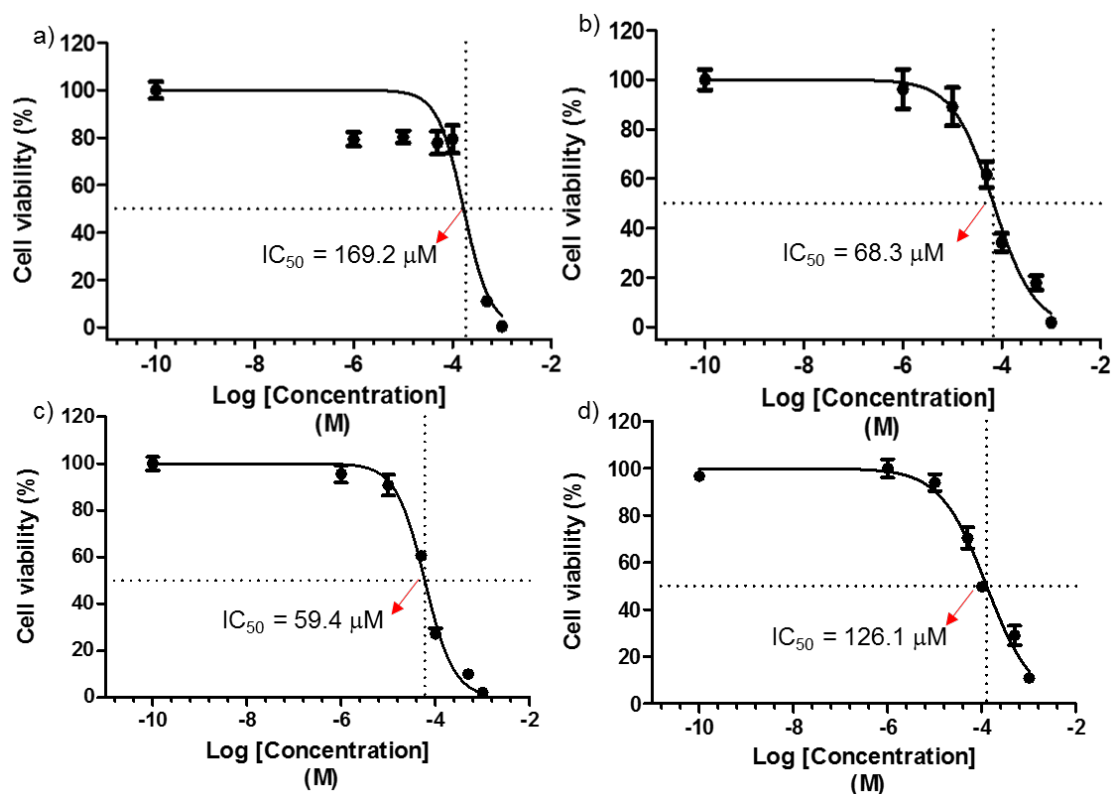 a)
Cell viability (%)
120
100
80
60
40
20
0
IC50 = 169.2 μM
-10
-8
-6
-4
-2
Log [Concentration]
(M)
b)
Cell viability (%)
120
100
80
60
40
20
0
IC50 = 68.3 μM
-10
-8
-6
-4
-2
Log [Concentration]
(M)
c)
Cell viability (%)
120
100
80
60
40
20
0
IC50 = 59.4 μM
-10
-8
-6
-4
-2
Log [Concentration]
(M)
d)
Cell viability (%)
120
100
80
60
40
20
0
IC50 = 126.1 μM
-10
-8
-6
-4
-2
Log [Concentration]
(M)